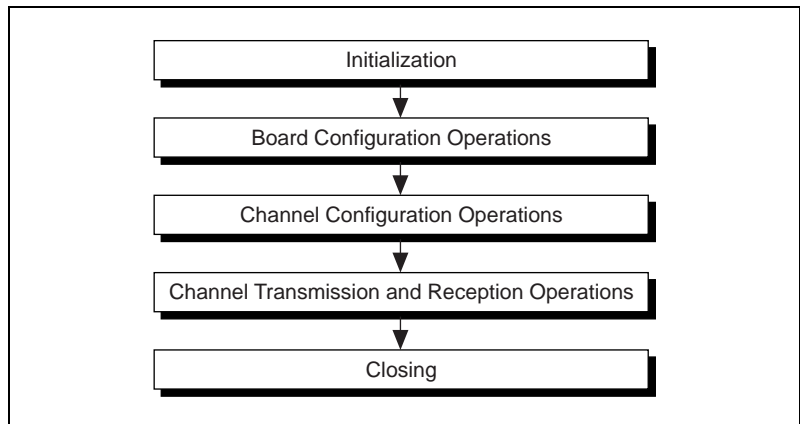 Initialization
Board Configuration Operations
Channel Configuration Operations
Channel Transmission and Reception Operations
Closing